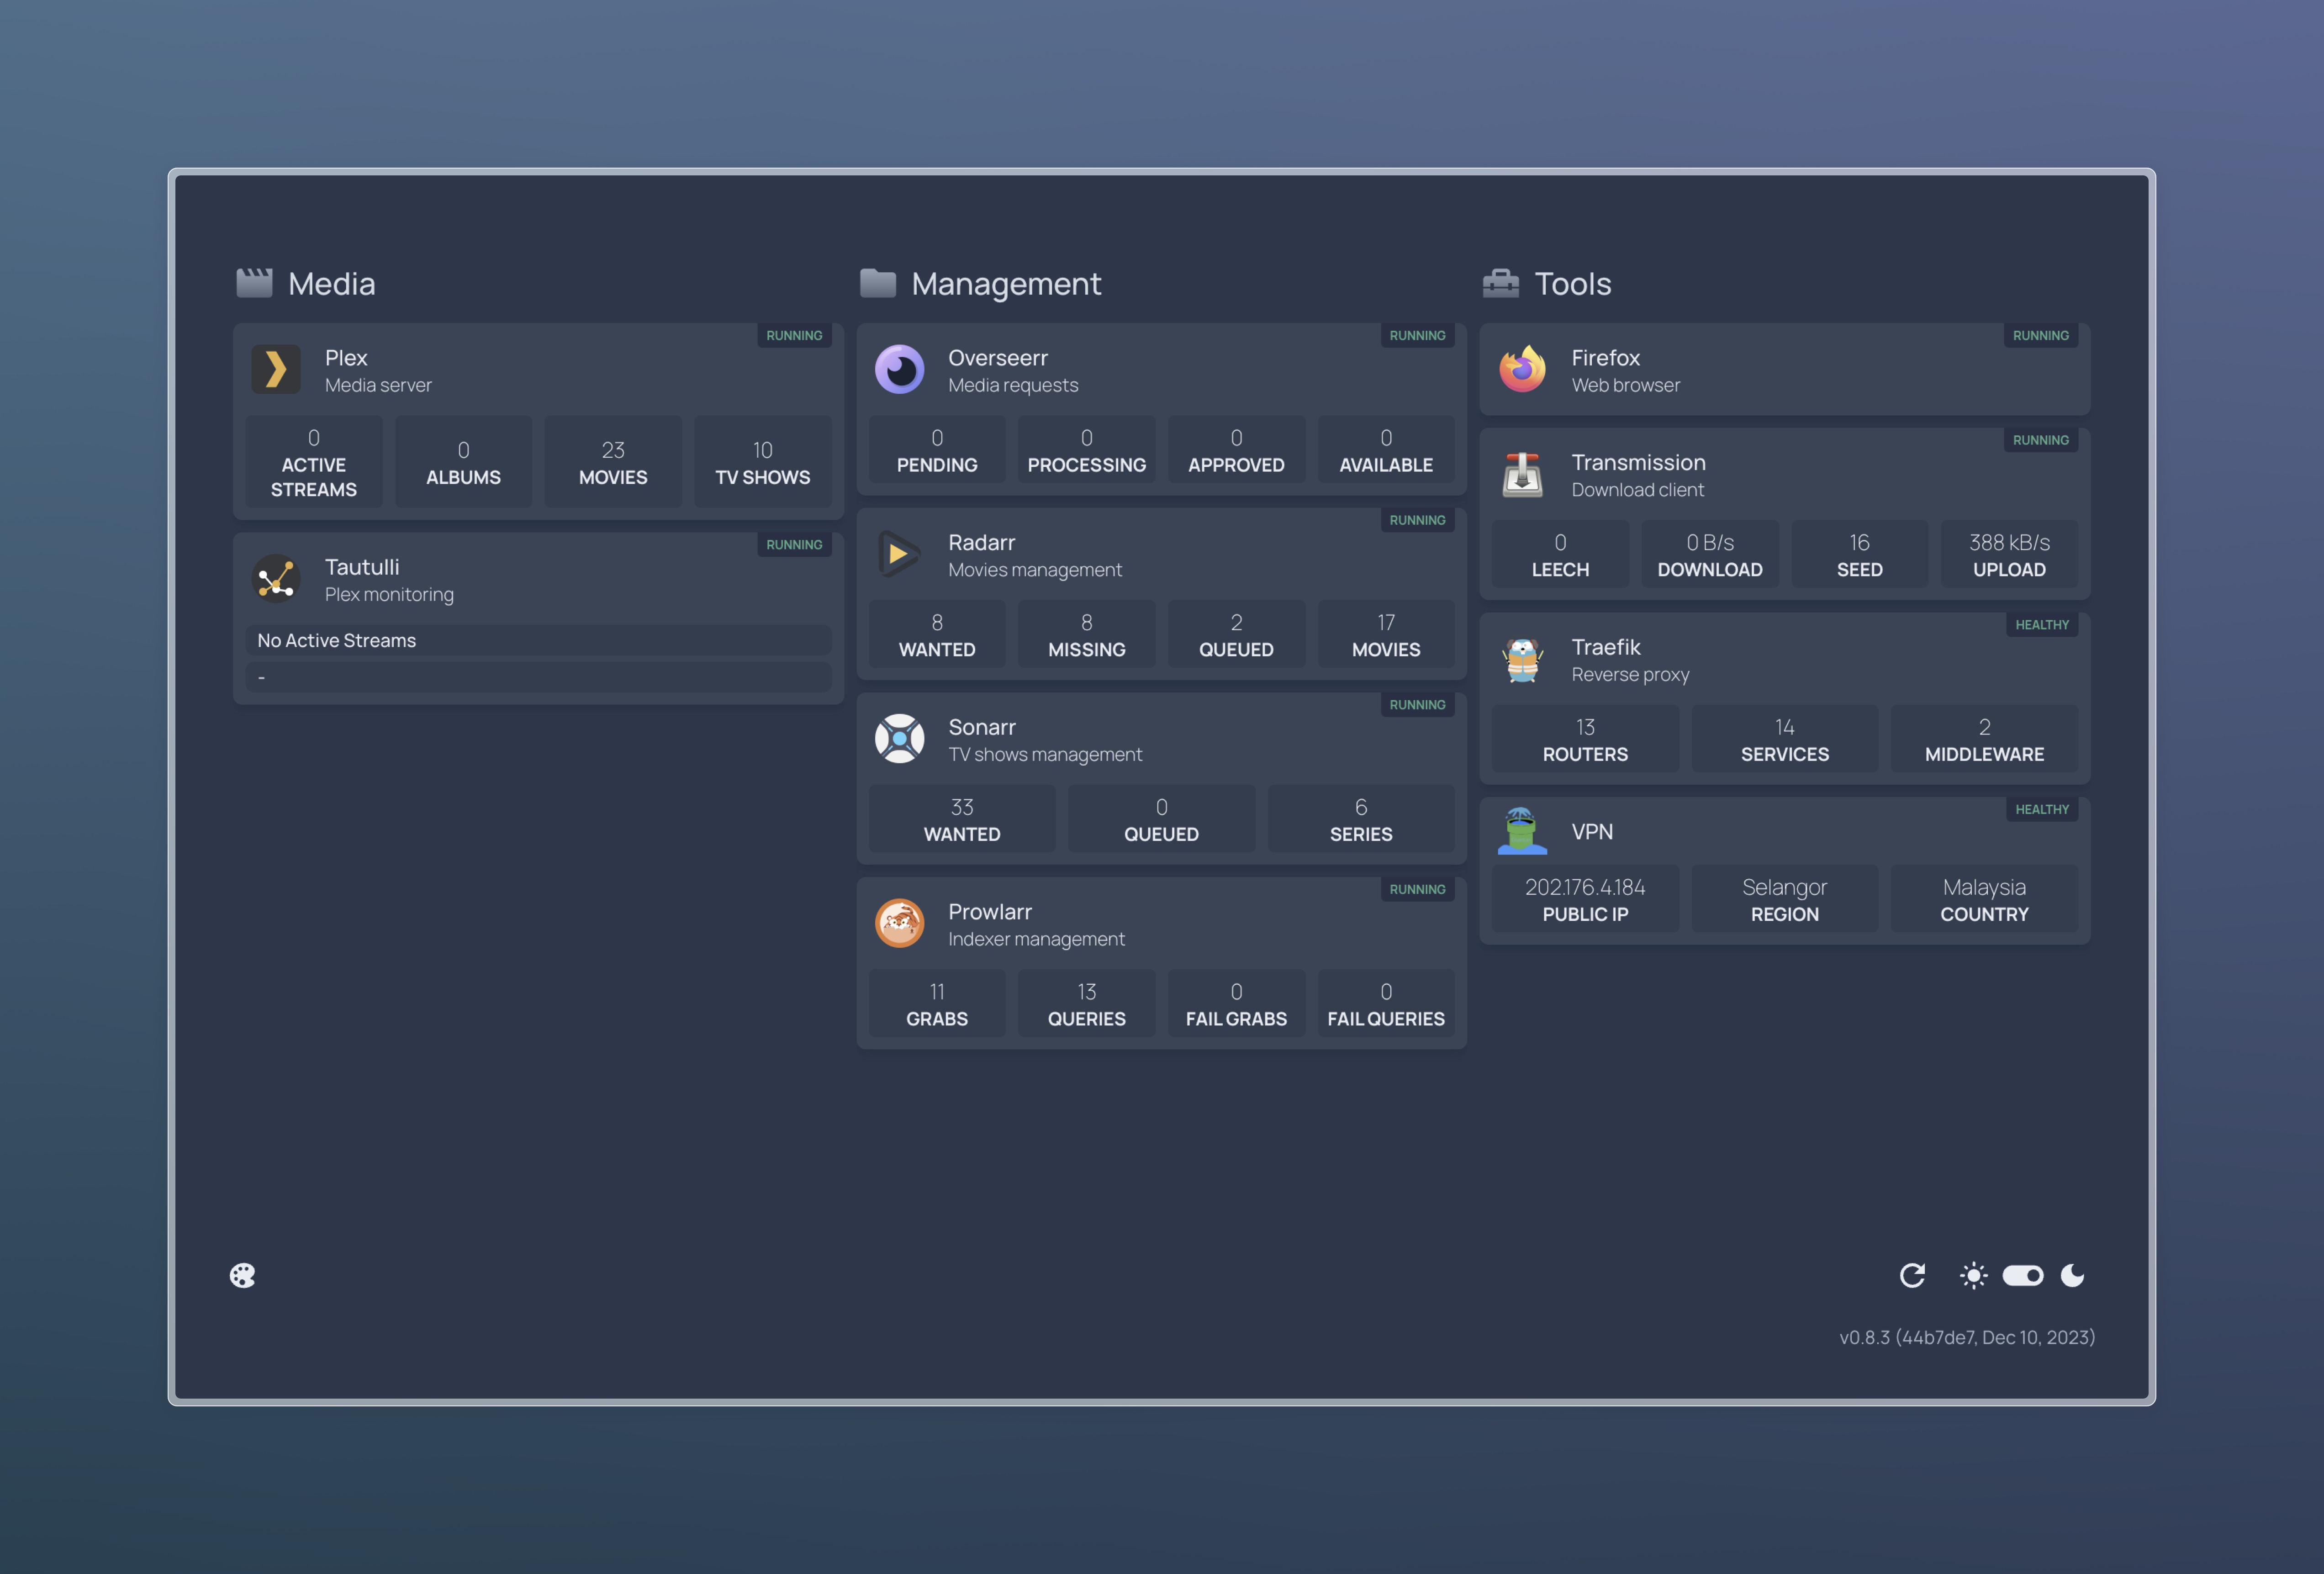 Media
RUNNING
Plex
Media server
0
ACTIVE
STREAMS
0
ALBUMS
23
MOVIES
10
TV SHOWS
RUNNING
Tautulli
Plex monitoring
No Active Streams
-
Management
RUNNING
Overseerr
Media requests
0
PENDING
0
PROCESSING
0
APPROVED
0
AVAILABLE
RUNNING
Radarr
Movies management
8
WANTED
8
MISSING
2
QUEUED
17
MOVIES
RUNNING
Sonarr
TV shows management
33
WANTED
0
QUEUED
6
SERIES
RUNNING
Prowlarr
Indexer management
11
GRABS
13
QUERIES
0
FAIL GRABS
0
FAIL QUERIES
Tools
RUNNING
Firefox
Web browser
RUNNING
Transmission
Download client
0
LEECH
0 B/s
DOWNLOAD
16
SEED
388 kB/s
UPLOAD
HEALTHY
Traefik
Reverse proxy
13
ROUTERS
14
SERVICES
2
MIDDLEWARE
HEALTHY
VPN
202.176.4.184
PUBLIC IP
Selangor
REGION
Malaysia
COUNTRY
v0.8.3 (44b7de7, Dec 10, 2023)